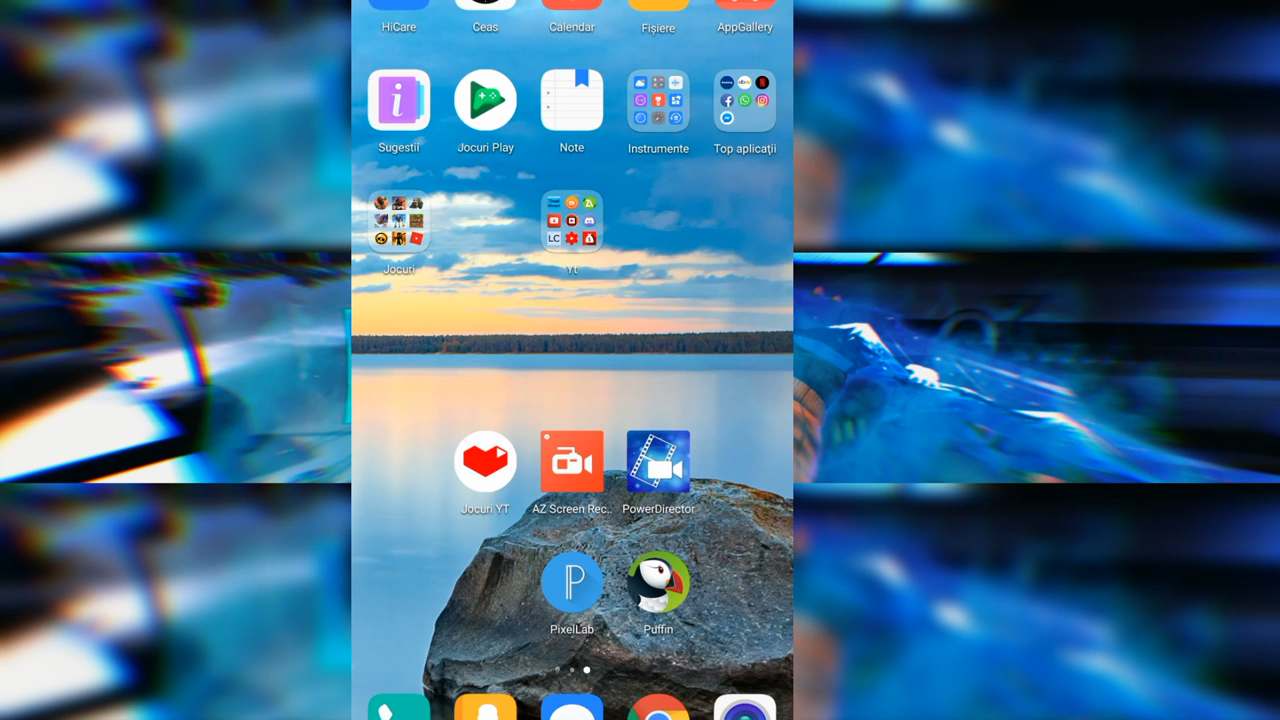 HiCare
Ceas
Calendar
Fișiere
AppGallery
Sugestii
Jocuri Play
Note
Instrumente
Top aplicații
Jocuri
LC
Yt
Jocuri YT
AZ Screen Rec..
PowerDirector
PixelLab
Puffin